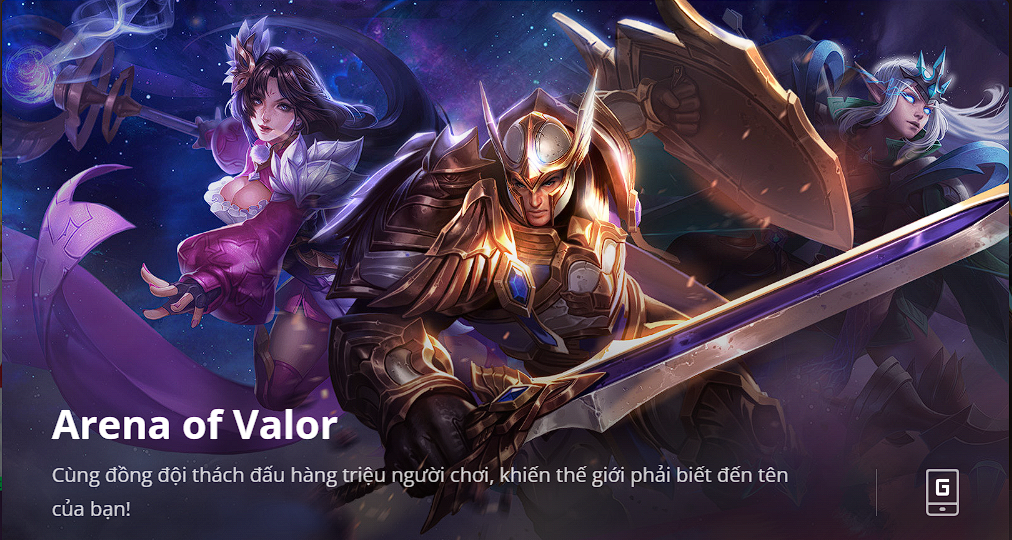 Arena of Valor
Cùng đồng đội thách đấu hàng triệu người chơi, khiến thế giới phải biết đến tên
của bạn!
G